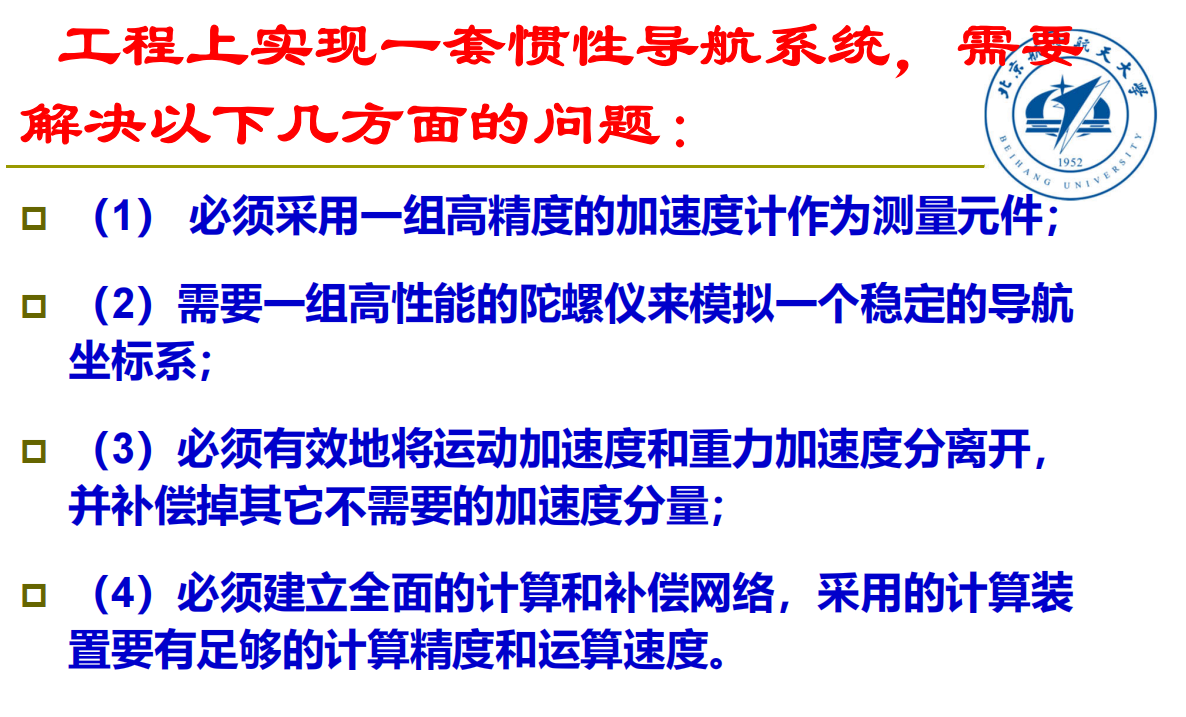 工程上实现一套惯性导航系统，需要
解决以下几方面的问题：
北京航天大学
BEIHANG UNIVERSITY
1952
（1） 必须采用一组高精度的加速度计作为测量元件；
（2）需要一组高性能的陀螺仪来模拟一个稳定的导航
坐标系；
（3）必须有效地将运动加速度和重力加速度分离开，
并补偿掉其它不需要的加速度分量；
（4）必须建立全面的计算和补偿网络，采用的计算装
置要有足够的计算精度和运算速度。